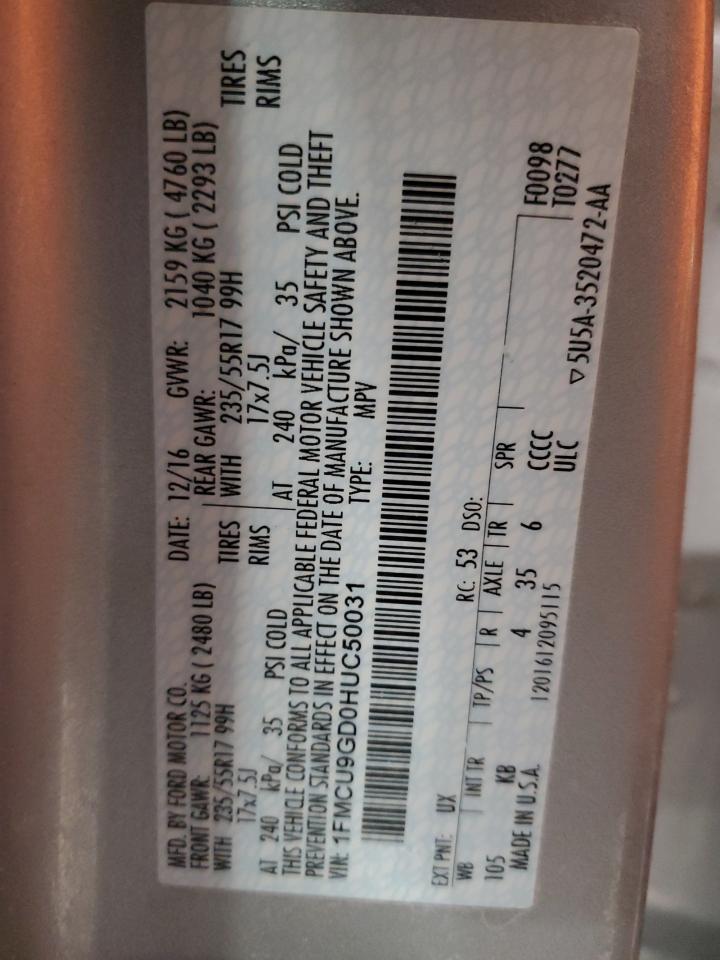 MFD. BY FORD MOTOR CO. DATE: 12/16 GVWR: 2159 KG ( 4760 LB)
FRONT GAWR: 1125 KG ( 2480 LB) REAR GAWR: 1040 KG ( 2293 LB)
WITH 235/55R17 99H TIRES WITH 235/55R17 99H TIRES
17x7.5J RIMS 17x7.5J RIMS
AT 240 kPa/ 35 PSI COLD AT 240 kPa/ 35 PSI COLD
THIS VEHICLE CONFORMS TO ALL APPLICABLE FEDERAL MOTOR VEHICLE SAFETY AND THEFT
PREVENTION STANDARDS IN EFFECT ON THE DATE OF MANUFACTURE SHOWN ABOVE.
VIN: 1FMCU9GD0HUC50031 TYPE: MPV
EXT PNT: UX RC: 53 DSO:
WB INT TR TP/PS R AXLE TR SPR F0098
105 KB 4 35 6 CCCC T0277
MADE IN U.S.A. 1201612095115 ULC ▽5U5A-3520472-AA